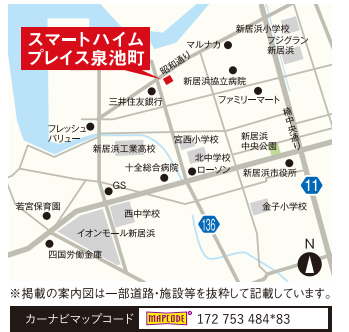 スマートハイム
プレイス泉池町
昭和通り
マルナカ
新居浜小学校
フジグラン
新居浜
新居浜協立病院
三井住友銀行
ファミリーマート
楠中央通り
フレッシュ
バリュー
新居浜工業高校
宮西小学校
新居浜
中央公園
北中学校
十全総合病院
ローソン
新居浜市役所
GS
11
若宮保育園
西中学校
金子小学校
136
イオンモール新居浜
四国労働金庫
N
※掲載の案内図は一部道路・施設等を抜粋して記載しています。
カーナビマップコード MAPCODE 172 753 484*83